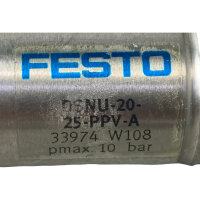 FESTO
DSNU-20-
25-PPV-A
33974 W108
pmax. 10 bar